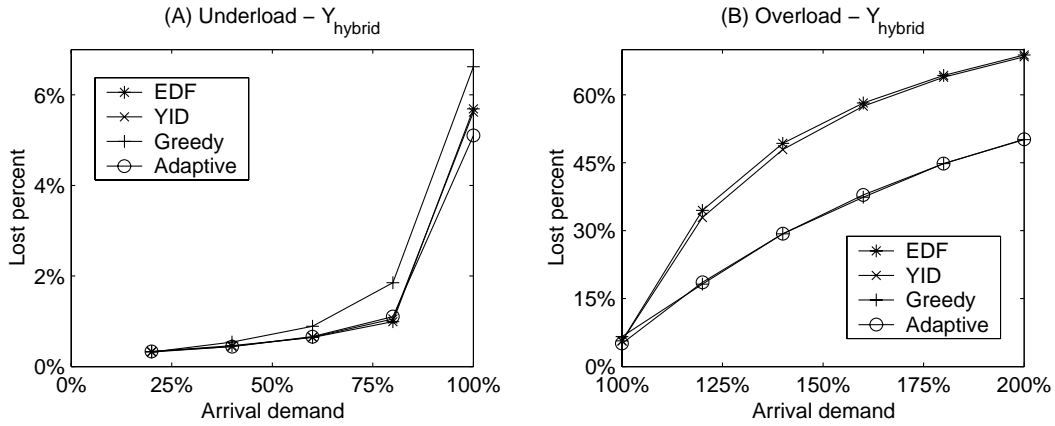 (A) Underload – Y_hybrid
6%
4%
2%
0%
Lost percent
EDF
YID
Greedy
Adaptive
0%
25%
50%
75%
100%
Arrival demand
(B) Overload – Y_hybrid
60%
45%
30%
15%
0%
Lost percent
EDF
YID
Greedy
Adaptive
100%
125%
150%
175%
200%
Arrival demand